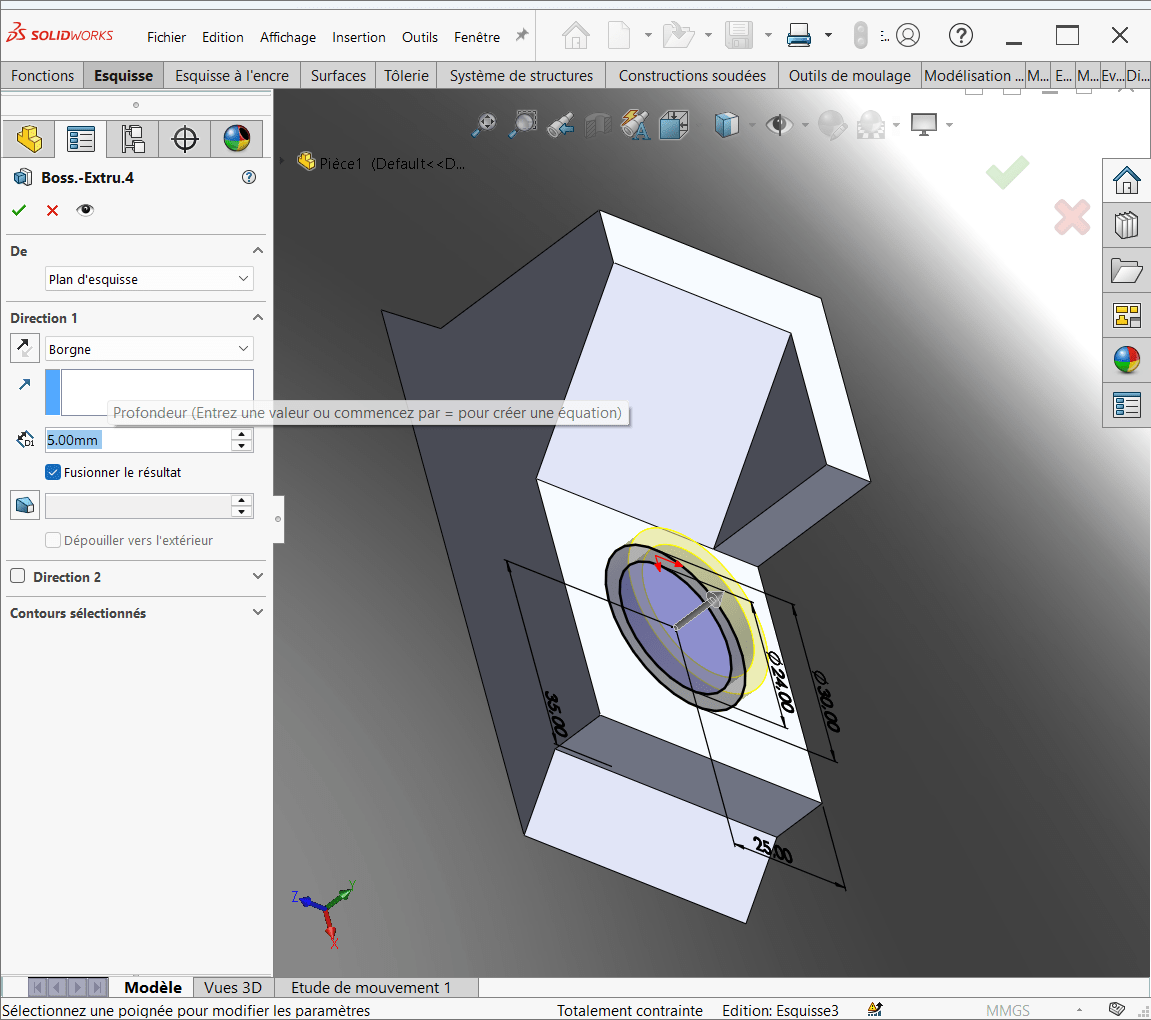 SOLIDWORKS Fichier Edition Affichage Insertion Outils Fenêtre
Fonctions Esquisse Esquisse à l'encre Surfaces Tôlerie Système de structures Constructions soudées Outils de moulage Modélisation ... M... E... M... Ev... Di...
Piéce1 (Default<<D...
Boss.-Extru.4
De
Plan d'esquisse
Direction 1
Borgne
Profondeur (Entrez une valeur ou commencez par = pour créer une équation)
D1
5.00mm
Fusionner le résultat
Dépouiller vers l'extérieur
Direction 2
Contours sélectionnés
Ø 24,00
Ø 30,00
35,00
25,00
Z
Y
X
Modèle Vues 3D Etude de mouvement 1
Sélectionnez une poignée pour modifier les paramètres Totalement contrainte Edition: Esquisse3 MMGS